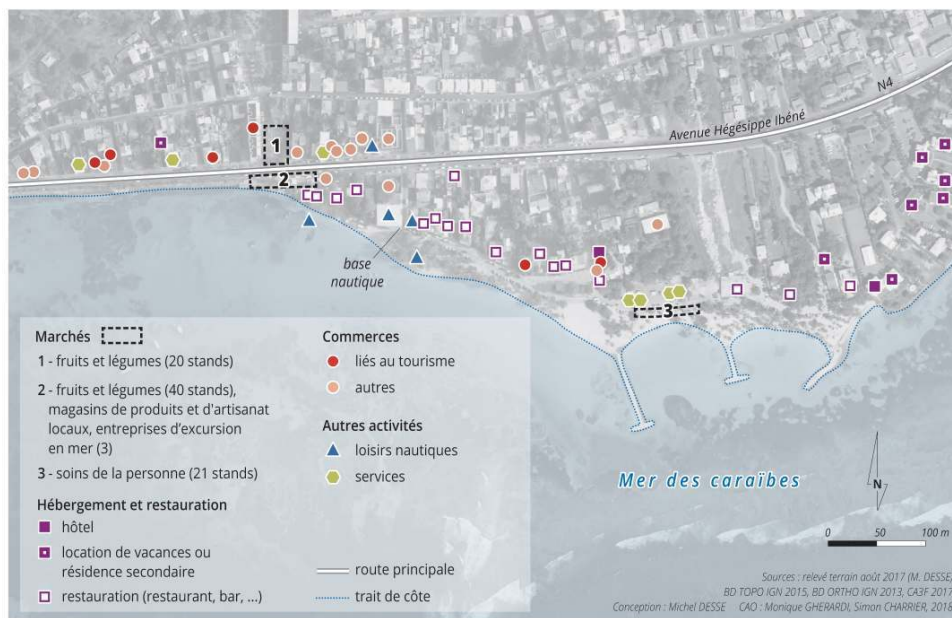 N4
Avenue Hégésippe Ibéné
1
2
base
nautique
3
Marchés
1 - fruits et légumes (20 stands)
2 - fruits et légumes (40 stands),
magasins de produits et d'artisanat
locaux, entreprises d'excursion
en mer (3)
3 - soins de la personne (21 stands)
Hébergement et restauration
hôtel
location de vacances ou
résidence secondaire
restauration (restaurant, bar, ...)
Commerces
liés au tourisme
autres
Autres activités
loisirs nautiques
services
route principale
trait de côte
Mer des caraïbes
N
0 50 100 m
Sources : relevé terrain août 2017 (M. DESSE)
BD TOPO IGN 2015, BD ORTHO IGN 2013, CA3F 2017
Conception : Michel DESSE CAO : Monique GHERARDI, Simon CHARRIER, 2018